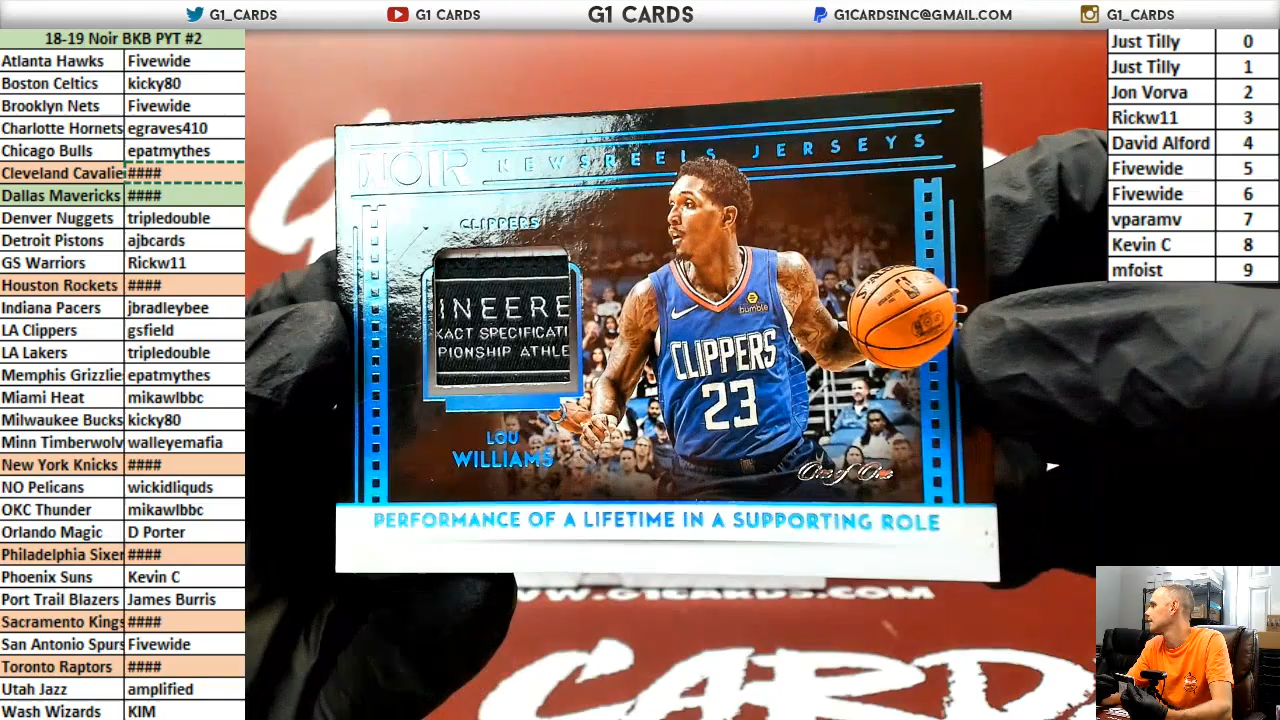 G1_CARDS
G1 CARDS
G1 CARDS
G1CARDSINC@GMAIL.COM
G1_CARDS
18-19 Noir BKB PYT #2
Atlanta Hawks Fivewide
Boston Celtics kicky80
Brooklyn Nets Fivewide
Charlotte Hornets egraves410
Chicago Bulls epatmythes
Cleveland Cavalie ####
Dallas Mavericks ####
Denver Nuggets tripledouble
Detroit Pistons ajbcards
GS Warriors Rickw11
Houston Rockets ####
Indiana Pacers jbradleybee
LA Clippers gsfield
LA Lakers tripledouble
Memphis Grizzlie epatmythes
Miami Heat mikawlbbc
Milwaukee Bucks kicky80
Minn Timberwolv walleyemafia
New York Knicks ####
NO Pelicans wickidliquds
OKC Thunder mikawlbbc
Orlando Magic D Porter
Philadelphia Sixer ####
Phoenix Suns Kevin C
Port Trail Blazers James Burris
Sacramento Kings ####
San Antonio Spurs Fivewide
Toronto Raptors ####
Utah Jazz amplified
Wash Wizards KIM
NOIR NEWSREELS JERSEYS
CLIPPERS
INEERE
XACT SPECIFICATI
PIONSHIP ATHLE
bumble
CLIPPERS
23
LOU
WILLIAMS
One of One
PERFORMANCE OF A LIFETIME IN A SUPPORTING ROLE
WWW.G1CARDS.COM
CARD
Just Tilly 0
Just Tilly 1
Jon Vorva 2
Rickw11 3
David Alford 4
Fivewide 5
Fivewide 6
vparamv 7
Kevin C 8
mfoist 9